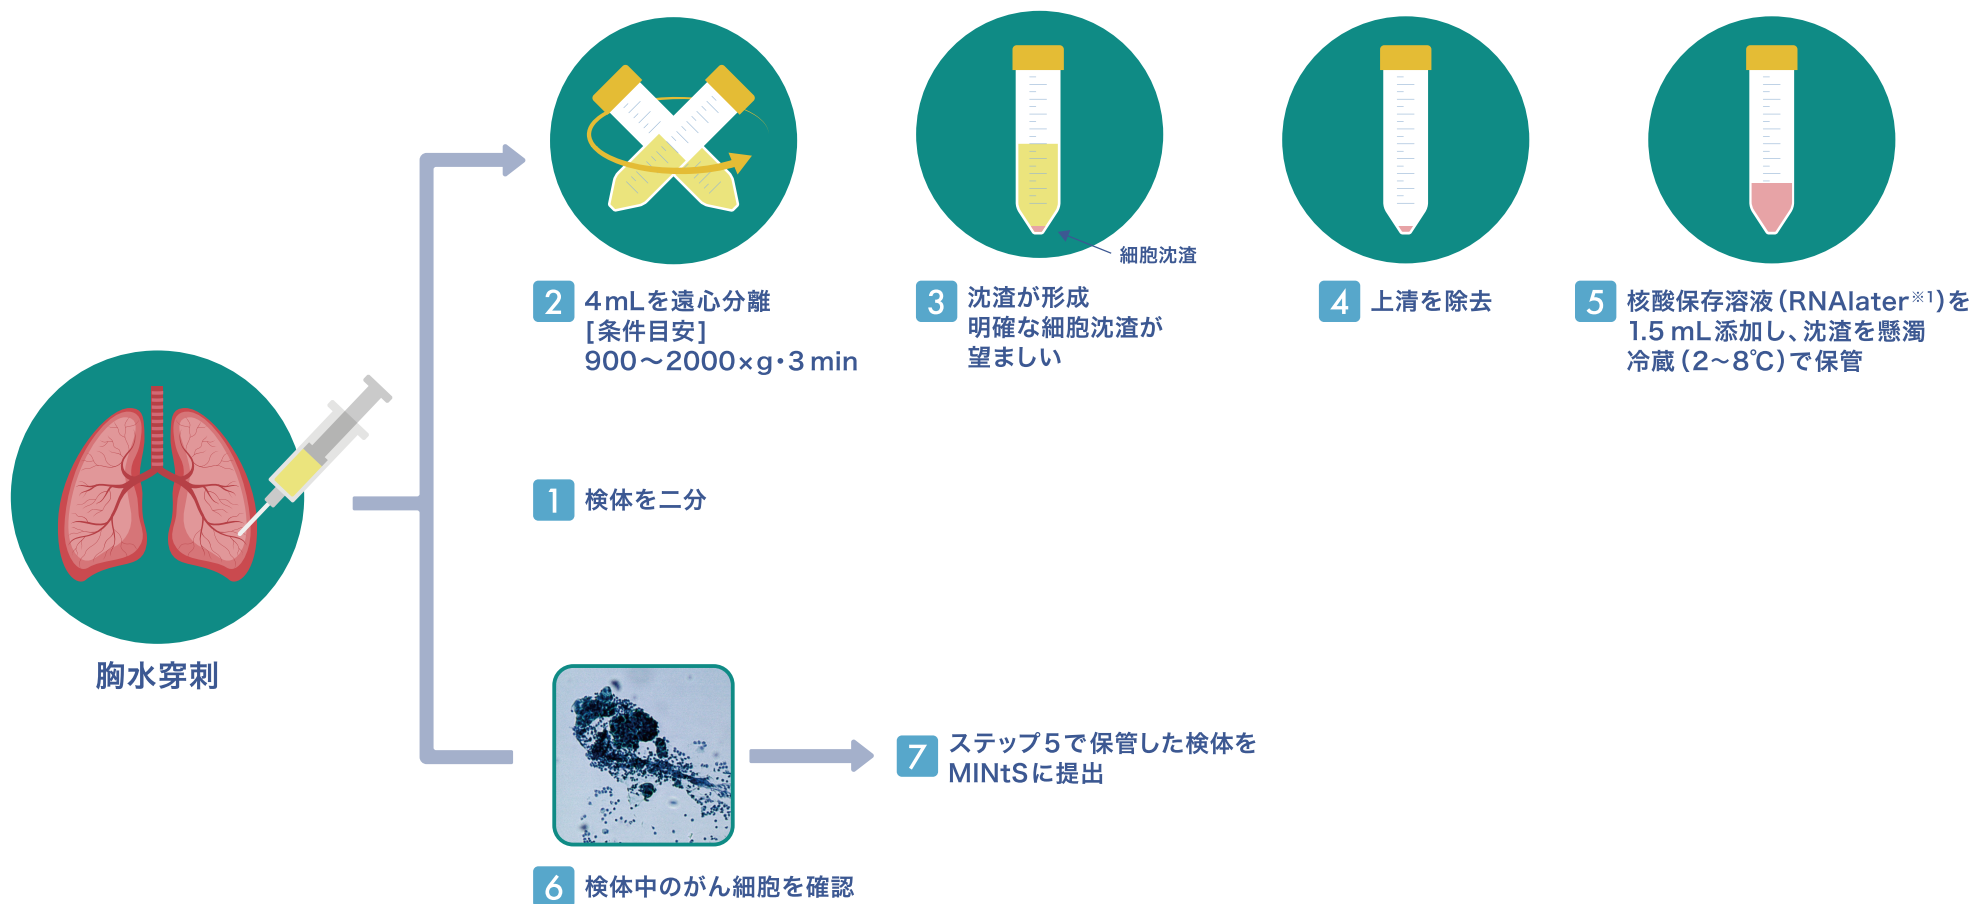 胸水穿刺
1 検体を二分
2 4mLを遠心分離
[条件目安]
900～2000×g・3min
細胞沈渣
3 沈渣が形成
明確な細胞沈渣が
望ましい
4 上清を除去
5 核酸保存溶液（RNAlater※1）を
1.5mL添加し、沈渣を懸濁
冷蔵（2～8℃）で保管
6 検体中のがん細胞を確認
7 ステップ5で保管した検体を
MINtSに提出